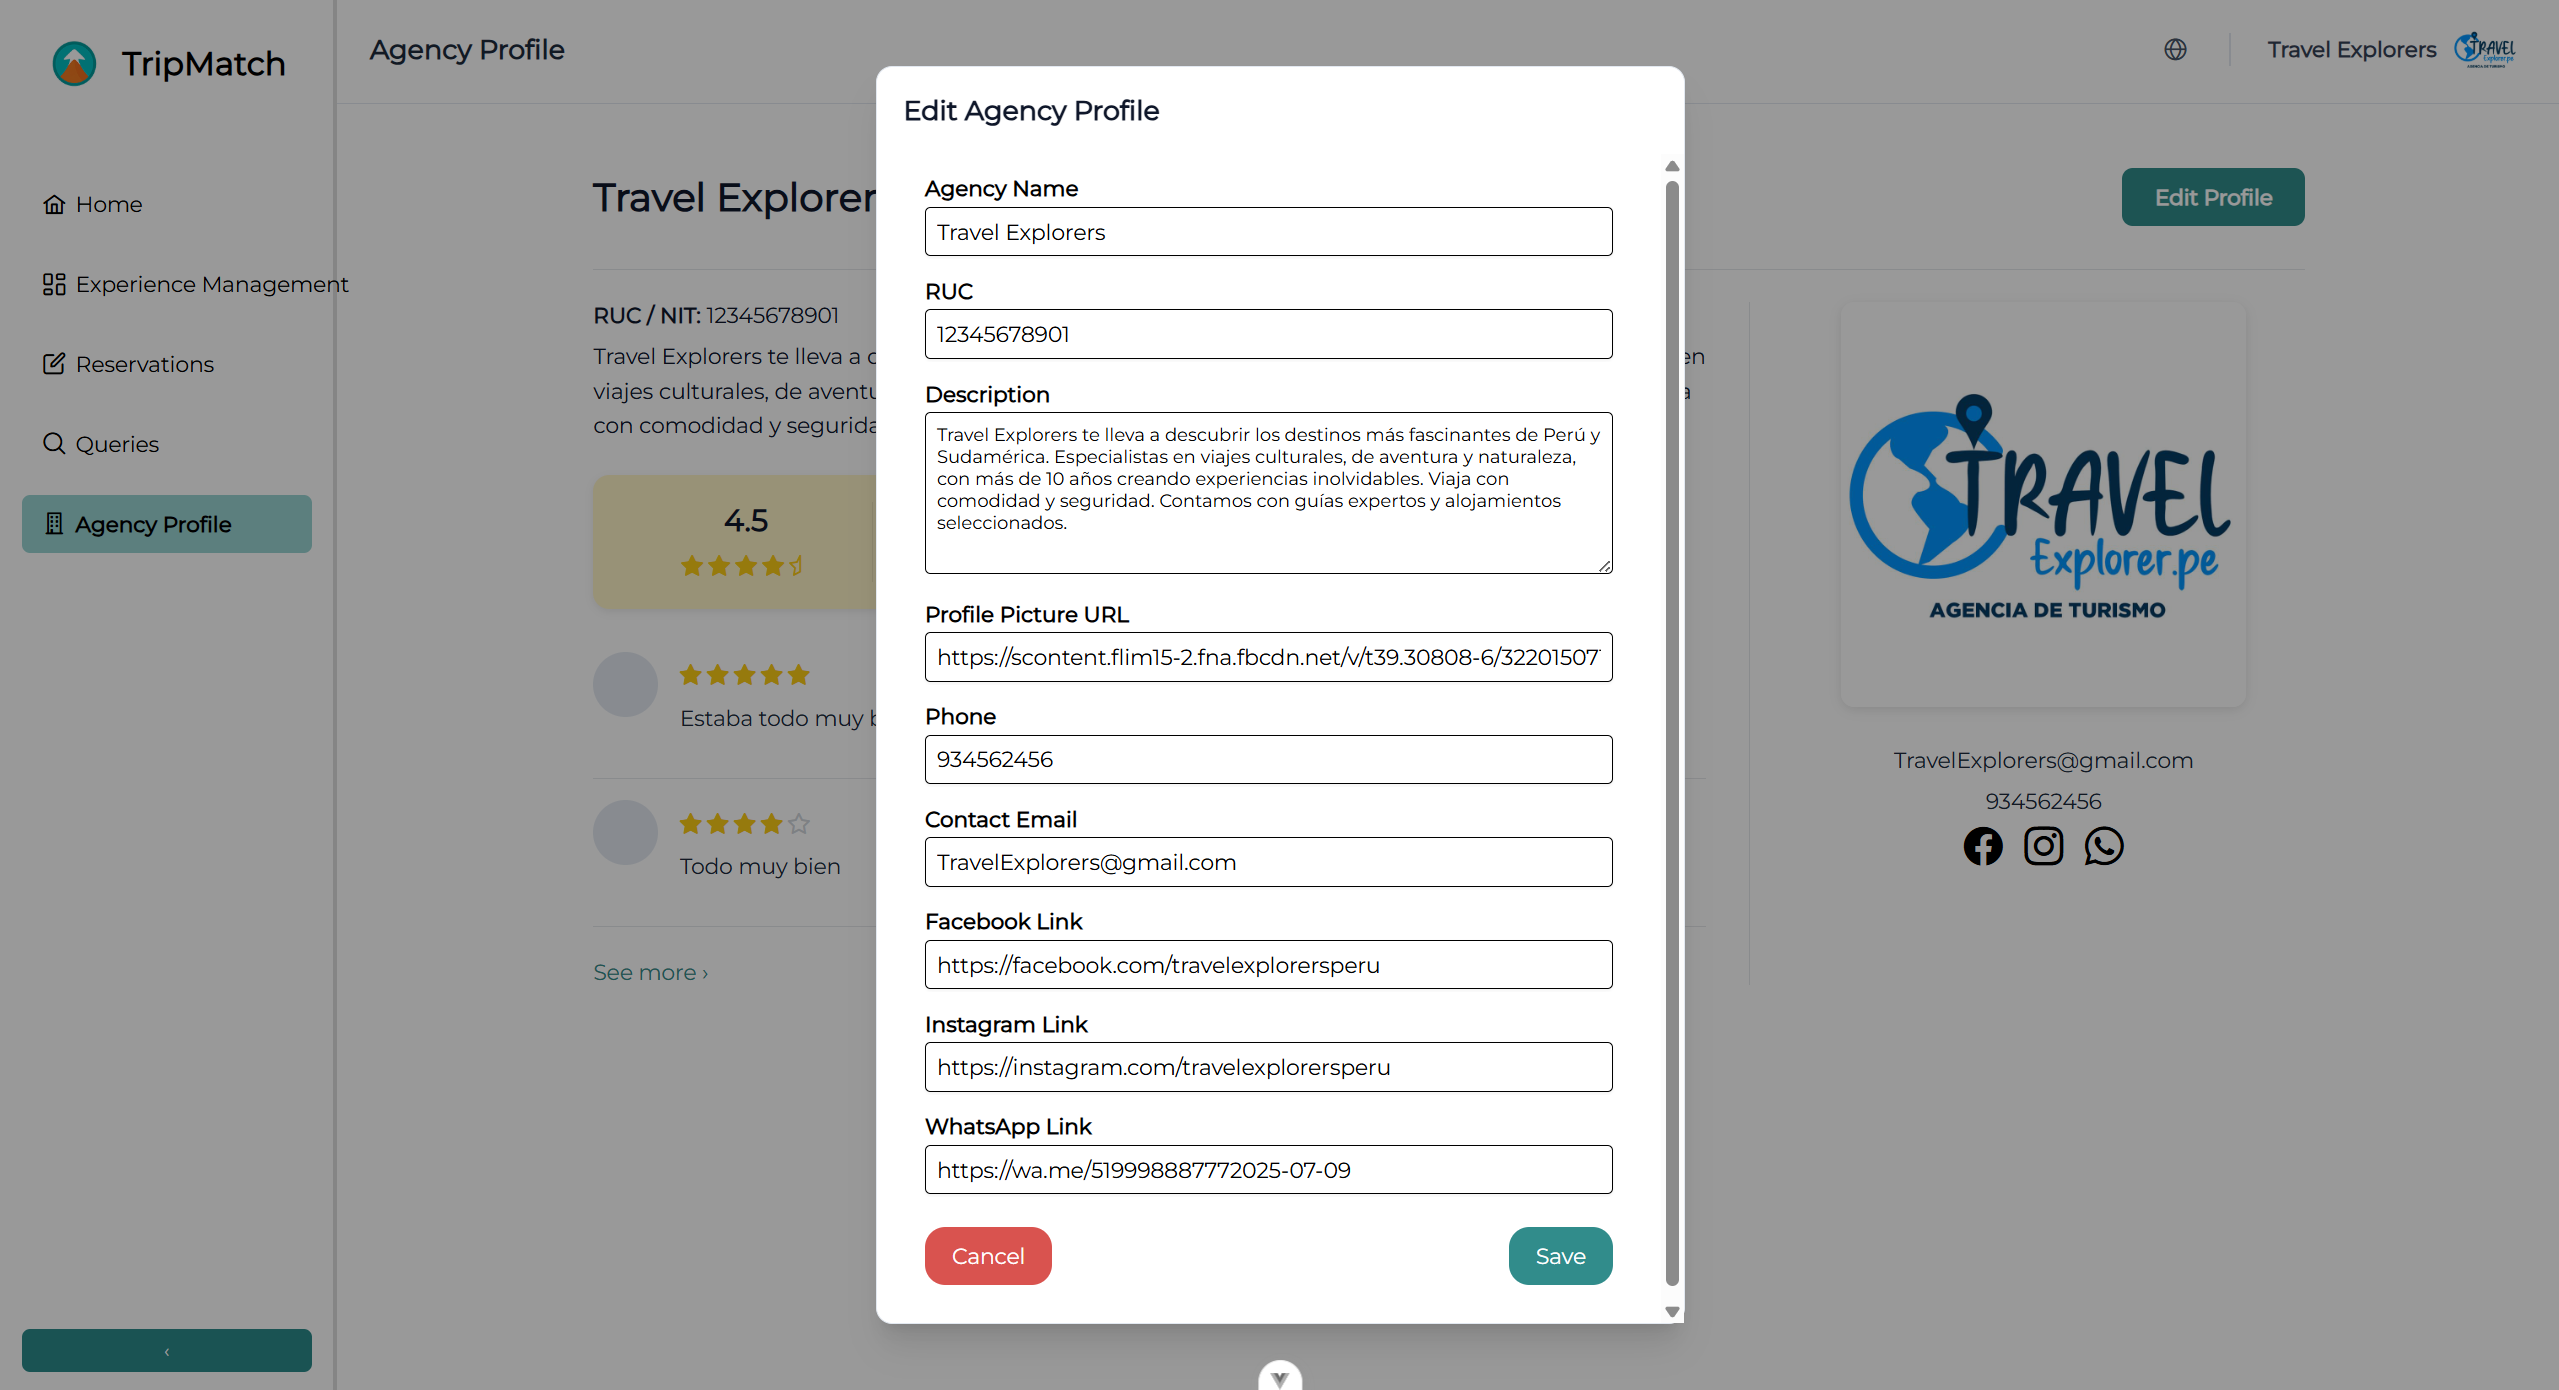 TripMatch
Home
Experience Management
Reservations
Queries
Agency Profile
‹
Agency Profile
Travel Explorers
TRAVEL
Explorer.pe
AGENCIA DE TURISMO
Travel Explorer
Edit Profile
RUC / NIT: 12345678901
Travel Explorers te lleva a
en
viajes culturales, de aventu
a
con comodidad y segurida
4.5
Estaba todo muy
Todo muy bien
See more ›
TRAVEL
Explorer.pe
AGENCIA DE TURISMO
TravelExplorers@gmail.com
934562456
Edit Agency Profile
Agency Name
Travel Explorers
RUC
12345678901
Description
Travel Explorers te lleva a descubrir los destinos más fascinantes de Perú y
Sudamérica. Especialistas en viajes culturales, de aventura y naturaleza,
con más de 10 años creando experiencias inolvidables. Viaja con
comodidad y seguridad. Contamos con guías expertos y alojamientos
seleccionados.
Profile Picture URL
https://scontent.flim15-2.fna.fbcdn.net/v/t39.30808-6/322015077
Phone
934562456
Contact Email
TravelExplorers@gmail.com
Facebook Link
https://facebook.com/travelexplorersperu
Instagram Link
https://instagram.com/travelexplorersperu
WhatsApp Link
https://wa.me/519998887772025-07-09
Cancel
Save